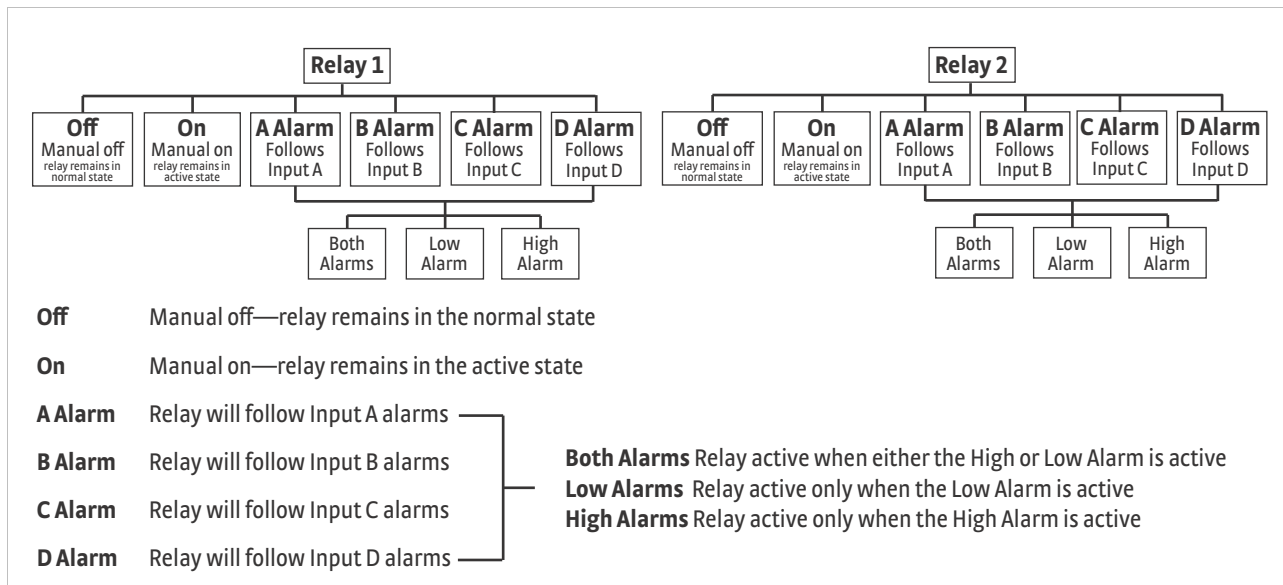 Relay 1
Off
Manual off
relay remains in
normal state
On
Manual on
relay remains in
active state
A Alarm
Follows
Input A
B Alarm
Follows
Input B
C Alarm
Follows
Input C
D Alarm
Follows
Input D
Both
Alarms
Low
Alarm
High
Alarm
Relay 2
Off
Manual off
relay remains in
normal state
On
Manual on
relay remains in
active state
A Alarm
Follows
Input A
B Alarm
Follows
Input B
C Alarm
Follows
Input C
D Alarm
Follows
Input D
Both
Alarms
Low
Alarm
High
Alarm
Off Manual off—relay remains in the normal state
On Manual on—relay remains in the active state
A Alarm Relay will follow Input A alarms
B Alarm Relay will follow Input B alarms
C Alarm Relay will follow Input C alarms
D Alarm Relay will follow Input D alarms
Both Alarms Relay active when either the High or Low Alarm is active
Low Alarms Relay active only when the Low Alarm is active
High Alarms Relay active only when the High Alarm is active